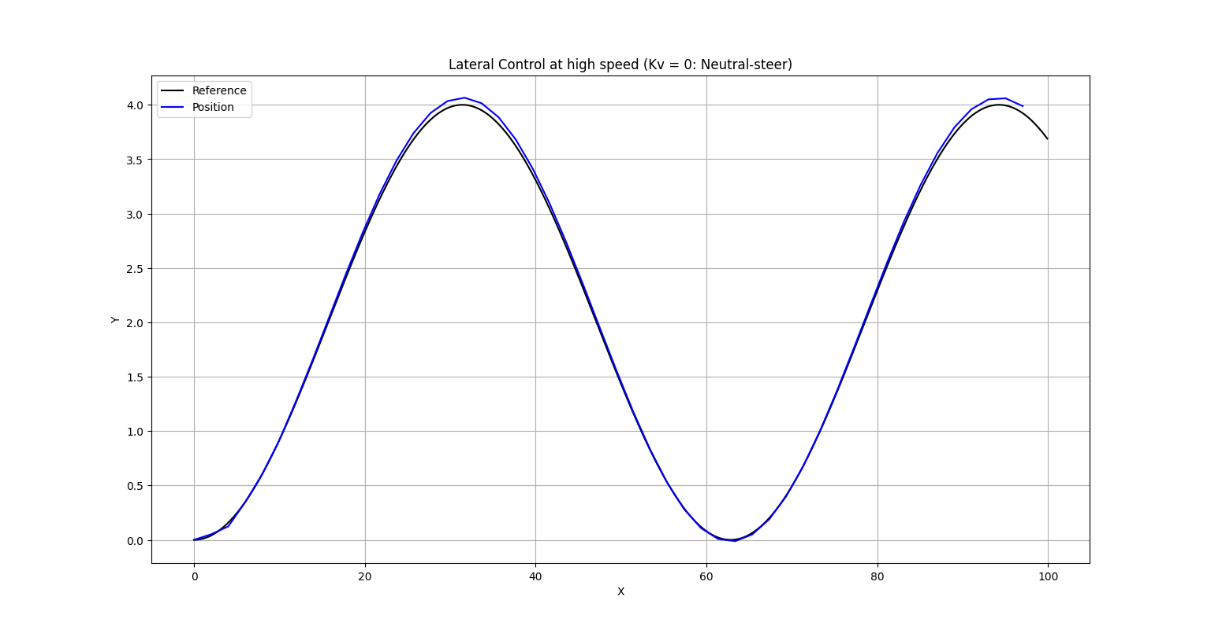 Lateral Control at high speed (Kv = 0: Neutral-steer)
Reference
Position
4.0
3.5
3.0
2.5
2.0
1.5
1.0
0.5
0.0
Y
0 20 40 60 80 100
X